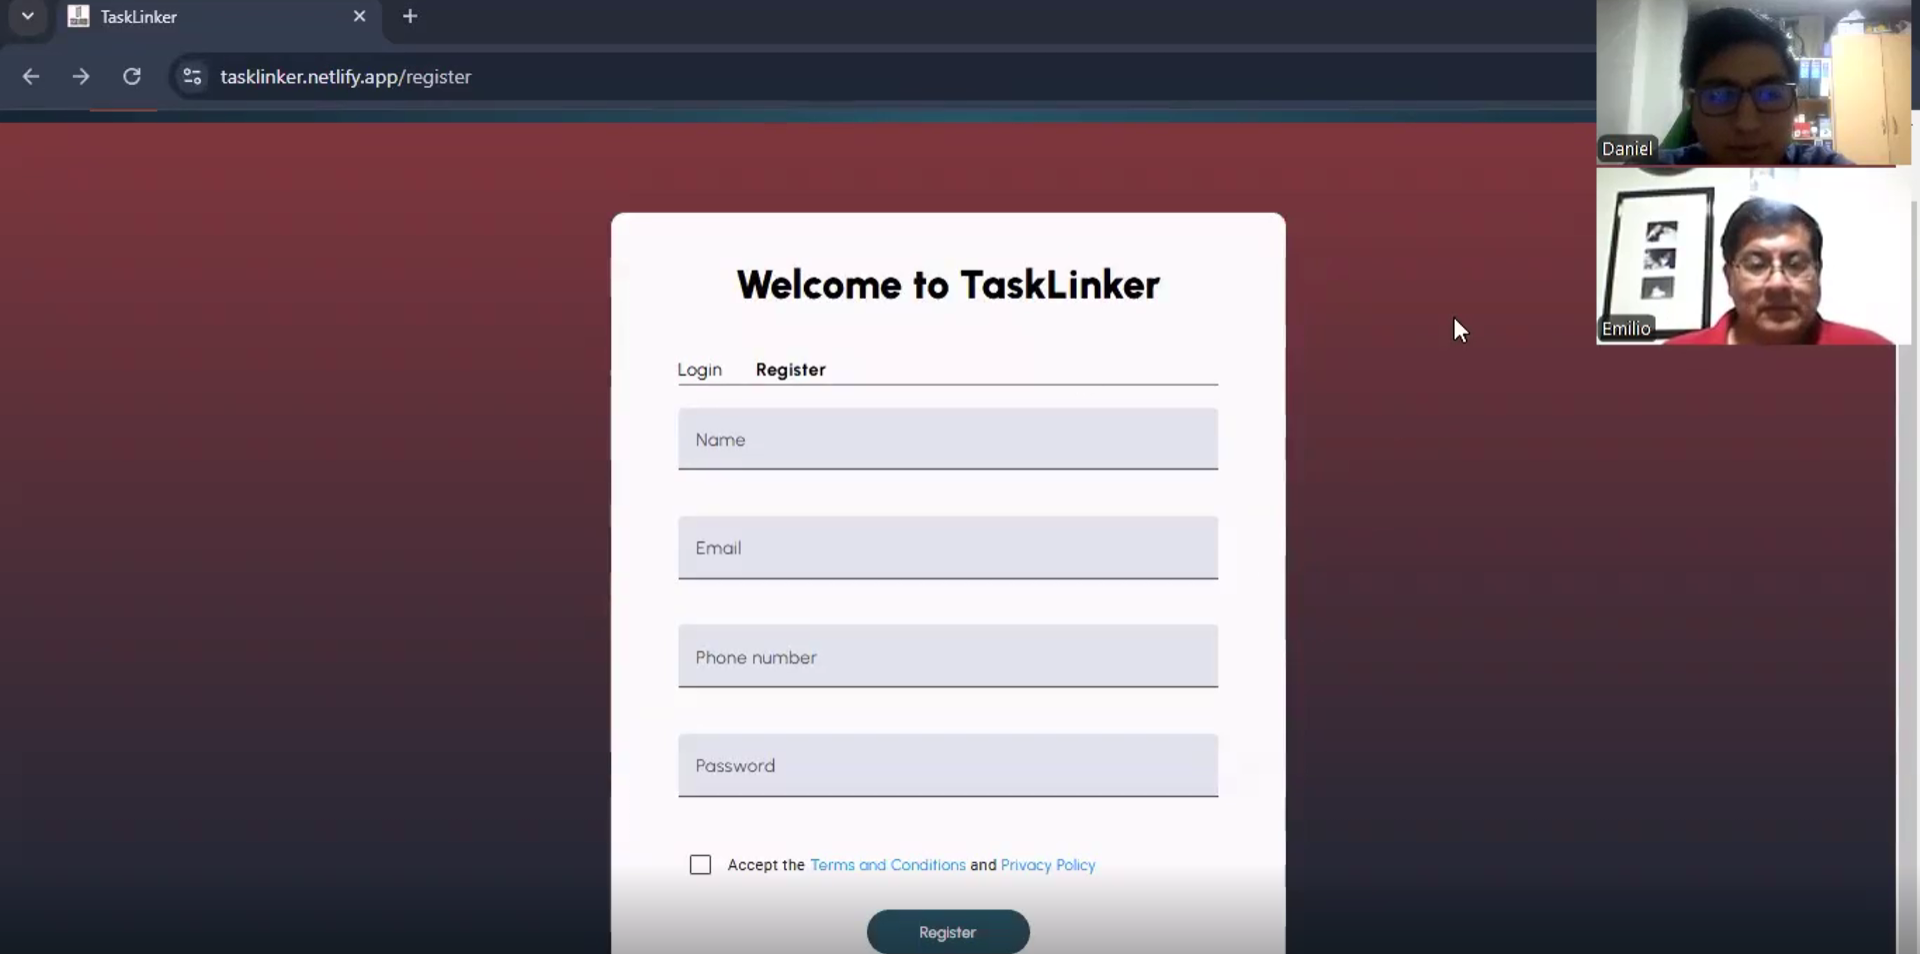 TaskLinker
tasklinker.netlify.app/register
Daniel
Emilio
Welcome to TaskLinker
Login Register
Name
Email
Phone number
Password
Accept the Terms and Conditions and Privacy Policy
Register